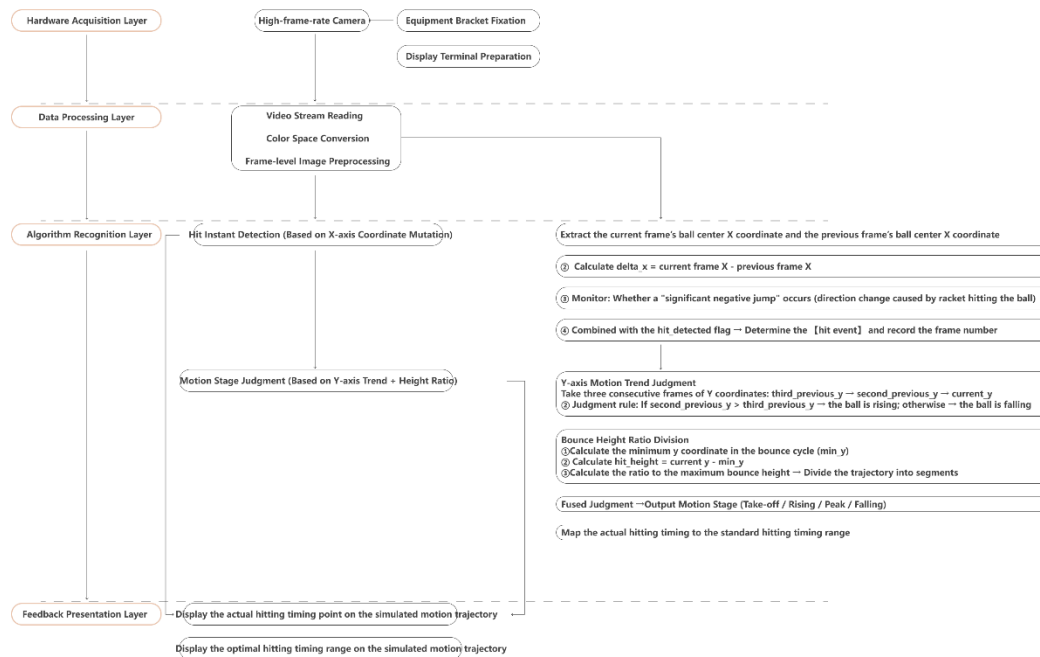 Hardware Acquisition Layer
High-frame-rate Camera
Equipment Bracket Fixation
Display Terminal Preparation
Data Processing Layer
Video Stream Reading
Color Space Conversion
Frame-level Image Preprocessing
Algorithm Recognition Layer
Hit Instant Detection (Based on X-axis Coordinate Mutation)
Motion Stage Judgment (Based on Y-axis Trend + Height Ratio)
Extract the current frame's ball center X coordinate and the previous frame's ball center X coordinate
② Calculate delta_x = current frame X - previous frame X
③ Monitor: Whether a "significant negative jump" occurs (direction change caused by racket hitting the ball)
④ Combined with the hit_detected flag → Determine the 【hit event】 and record the frame number
Y-axis Motion Trend Judgment
Take three consecutive frames of Y coordinates: third_previous_y → second_previous_y → current_y
② Judgment rule: If second_previous_y > third_previous_y → the ball is rising; otherwise → the ball is falling
Bounce Height Ratio Division
①Calculate the minimum y coordinate in the bounce cycle (min_y)
② Calculate hit_height = current y - min_y
③Calculate the ratio to the maximum bounce height → Divide the trajectory into segments
Fused Judgment →Output Motion Stage (Take-off / Rising / Peak / Falling)
Map the actual hitting timing to the standard hitting timing range
Feedback Presentation Layer
Display the actual hitting timing point on the simulated motion trajectory
Display the optimal hitting timing range on the simulated motion trajectory